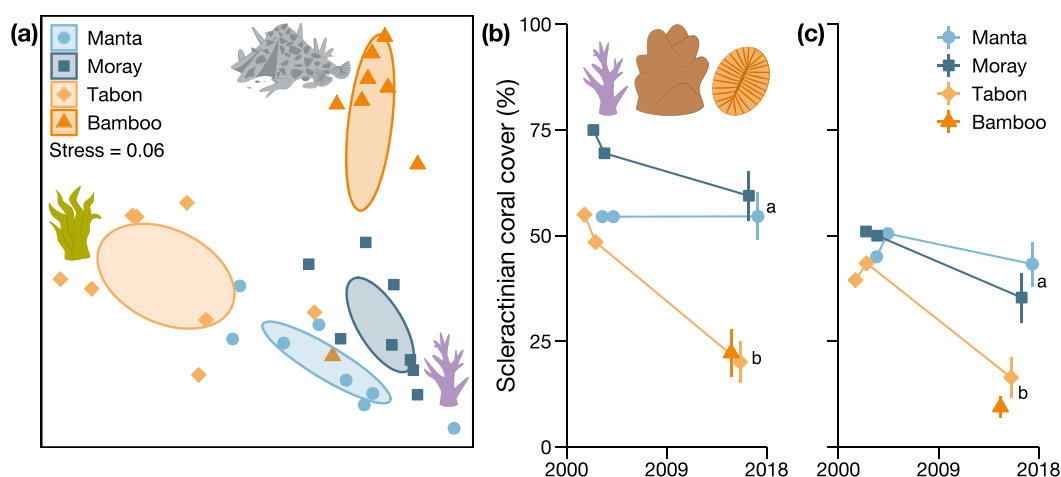 (a)
Manta
Moray
Tabon
Bamboo
Stress = 0.06
(b)
Scleractinian coral cover (%)
100
75
50
25
0
2000
2009
2018
a
b
(c)
Manta
Moray
Tabon
Bamboo
a
b
2000
2009
2018